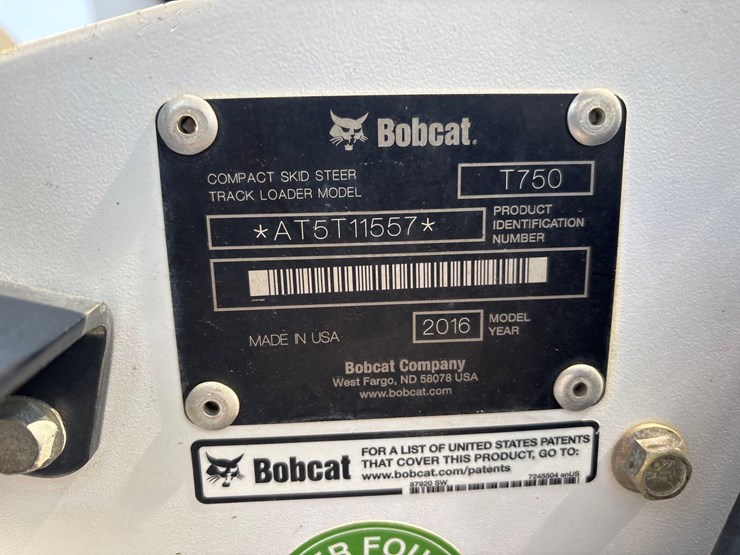 Bobcat.
COMPACT SKID STEER
TRACK LOADER MODEL
T750
*AT5T11557*
PRODUCT
IDENTIFICATION
NUMBER
MADE IN USA
2016
MODEL
YEAR
Bobcat Company
West Fargo, ND 58078 USA
www.bobcat.com
Bobcat
FOR A LIST OF UNITED STATES PATENTS
THAT COVER THIS PRODUCT, GO TO:
www.bobcat.com/patents
87920 SW
7245504 enUS